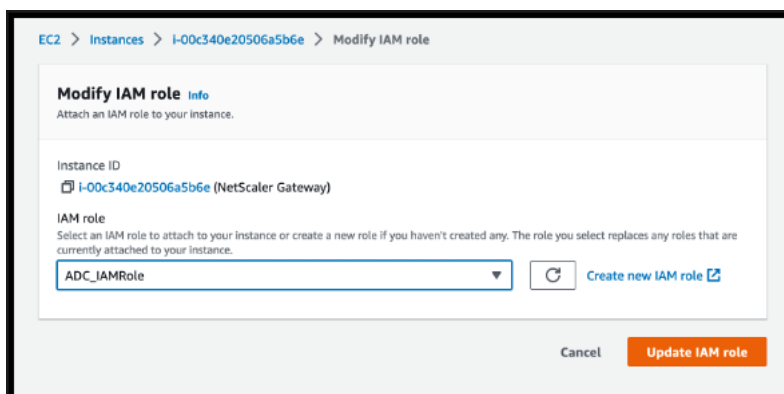 EC2 > Instances > i-00c340e20506a5b6e > Modify IAM role
Modify IAM role Info
Attach an IAM role to your instance.
Instance ID
i-00c340e20506a5b6e (NetScaler Gateway)
IAM role
Select an IAM role to attach to your instance or create a new role if you haven't created any. The role you select replaces any roles that are
currently attached to your instance.
ADC_IAMRole Create new IAM role
Cancel Update IAM role